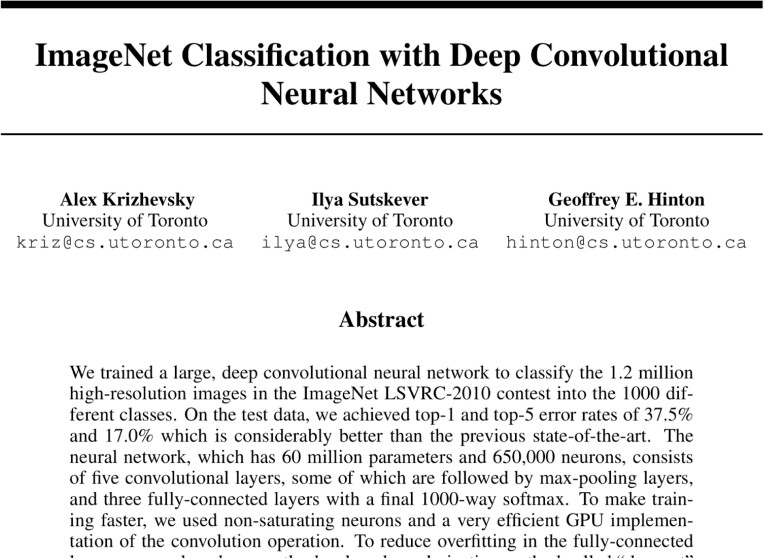 ImageNet Classification with Deep Convolutional
Neural Networks
Alex Krizhevsky
University of Toronto
kriz@cs.utoronto.ca
Ilya Sutskever
University of Toronto
ilya@cs.utoronto.ca
Geoffrey E. Hinton
University of Toronto
hinton@cs.utoronto.ca
Abstract
We trained a large, deep convolutional neural network to classify the 1.2 million
high-resolution images in the ImageNet LSVRC-2010 contest into the 1000 dif-
ferent classes. On the test data, we achieved top-1 and top-5 error rates of 37.5%
and 17.0% which is considerably better than the previous state-of-the-art. The
neural network, which has 60 million parameters and 650,000 neurons, consists
of five convolutional layers, some of which are followed by max-pooling layers,
and three fully-connected layers with a final 1000-way softmax. To make train-
ing faster, we used non-saturating neurons and a very efficient GPU implemen-
tation of the convolution operation. To reduce overfitting in the fully-connected